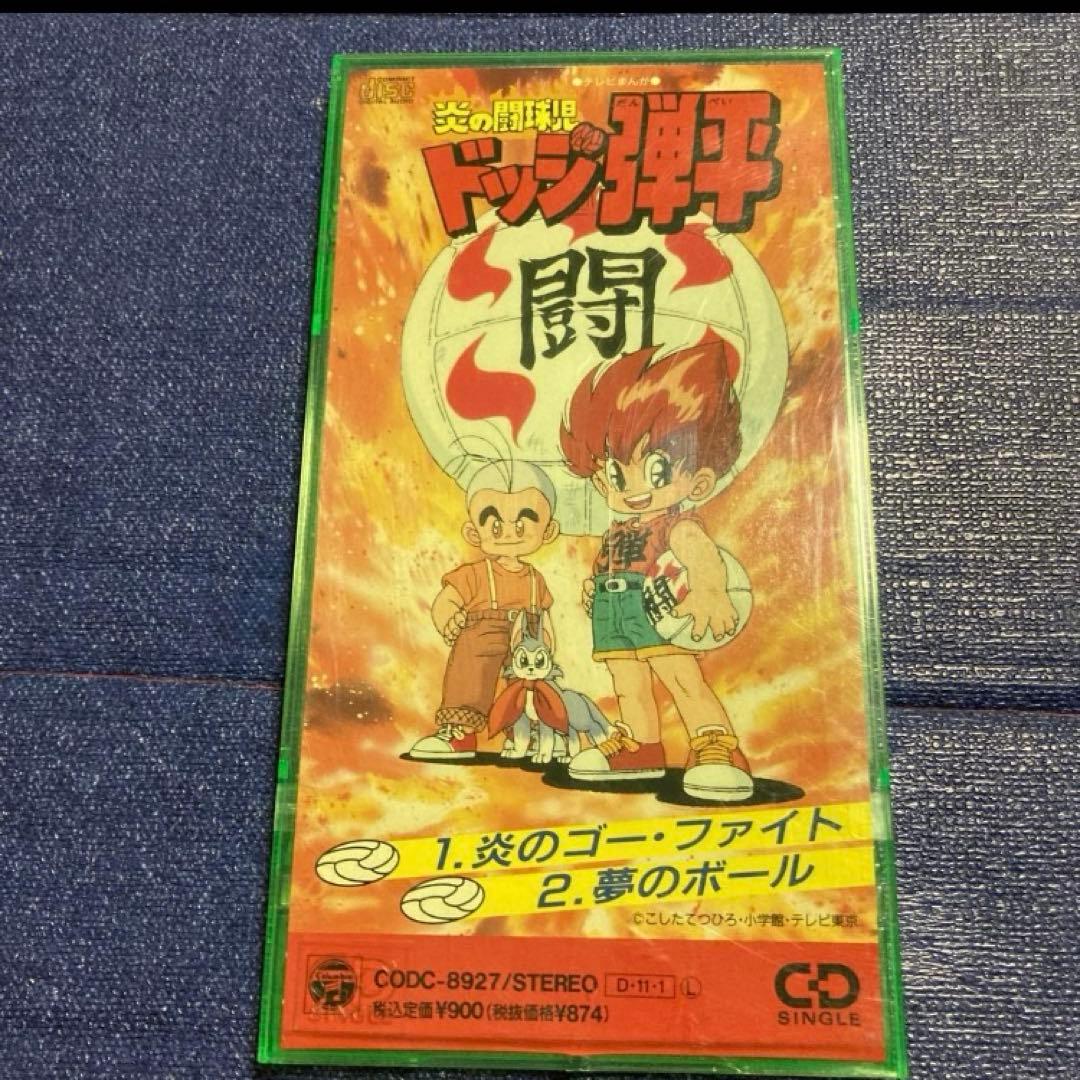 COMPACT
disc
DIGITAL AUDIO
●テレビまんが●
炎の闘球児
だん
ぺい
ドッジ弾平
闘
弾
闘
1.炎のゴー・ファイト
2.夢のボール
©こしたてつひろ・小学館・テレビ東京
Columbia
CODC-8927/STEREO D・11・1 Ⓛ
税込定価¥900(税抜価格¥874)
CD
SINGLE